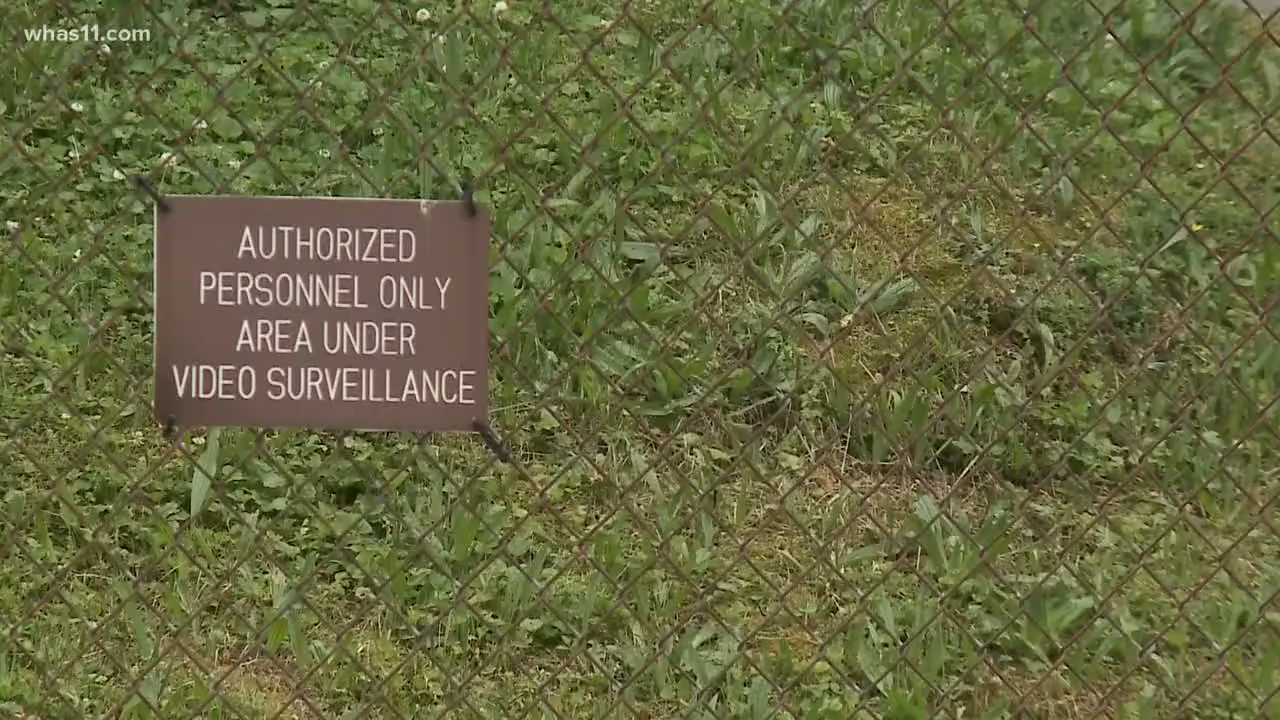 whas11.com
AUTHORIZED
PERSONNEL ONLY
AREA UNDER
VIDEO SURVEILLANCE